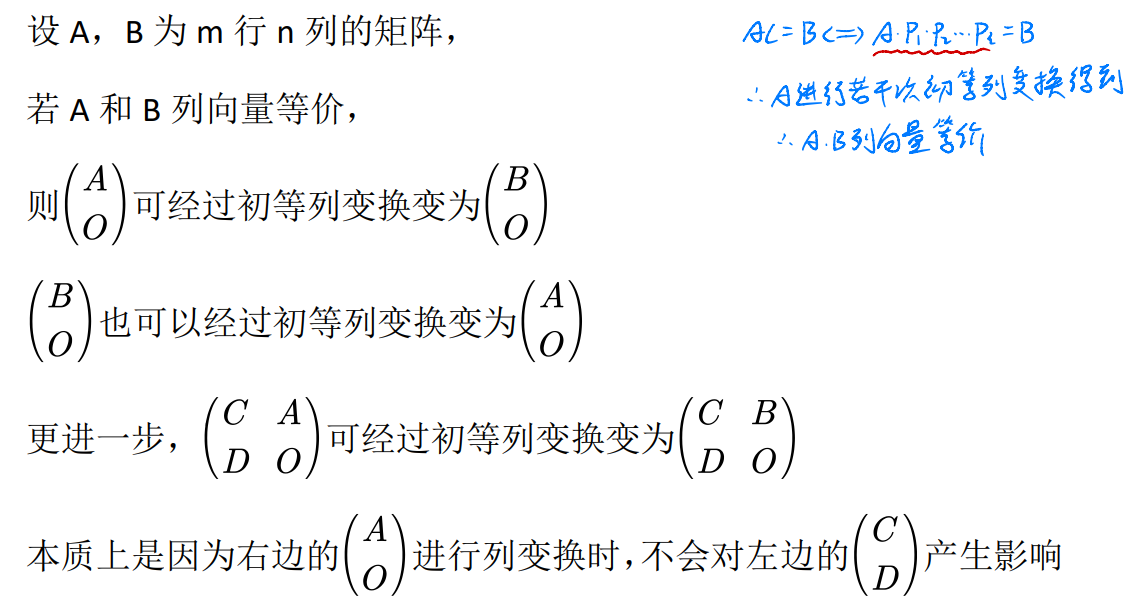 设 A，B 为 m 行 n 列的矩阵，
AC=B<=>A·P₁·P₂···Pₜ=B
∴A进行若干次初等列变换得到
∴A.B列向量等价
若 A 和 B 列向量等价，
则(A O)可经过初等列变换变为(B O)
(B O)也可以经过初等列变换变为(A O)
更进一步，(C A D O)可经过初等列变换变为(C B D O)
本质上是因为右边的(A O)进行列变换时,不会对左边的(C D)产生影响